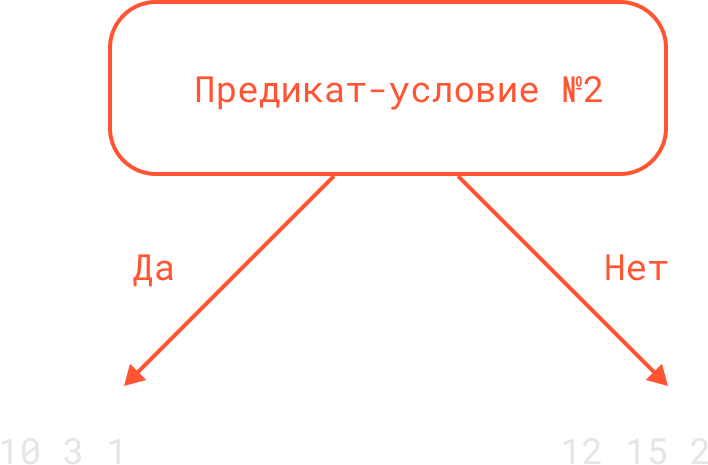 Предикат-условие №2
Да
Нет
10 3 1
12 15 2